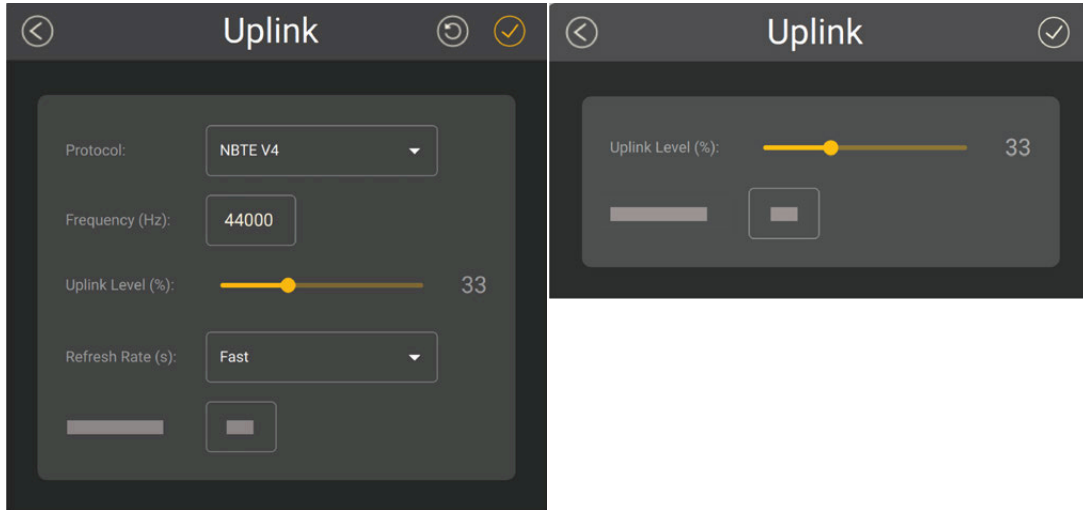 Uplink
Protocol: NBTE V4
Frequency (Hz): 44000
Uplink Level (%): 33
Refresh Rate (s): Fast
Uplink
Uplink Level (%): 33